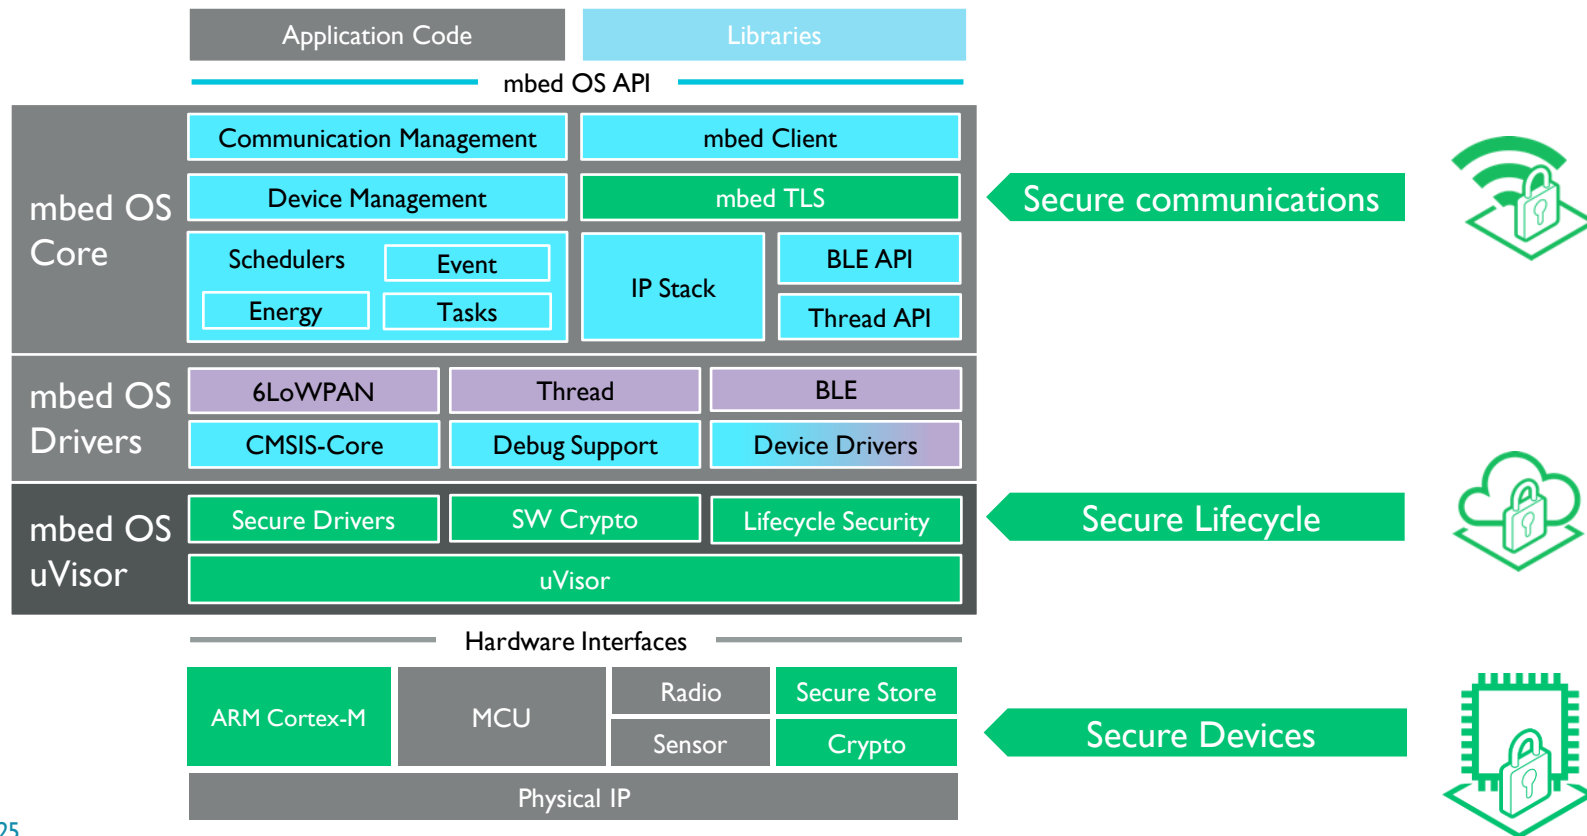 Application Code
Libraries
mbed OS API
mbed OS
Core
Communication Management
mbed Client
Device Management
mbed TLS
Secure communications
Schedulers
Event
Energy
Tasks
IP Stack
BLE API
Thread API
mbed OS
Drivers
6LoWPAN
Thread
BLE
CMSIS-Core
Debug Support
Device Drivers
mbed OS
uVisor
Secure Drivers
SW Crypto
Lifecycle Security
Secure Lifecycle
uVisor
Hardware Interfaces
ARM Cortex-M
MCU
Radio
Secure Store
Sensor
Crypto
Secure Devices
Physical IP
25